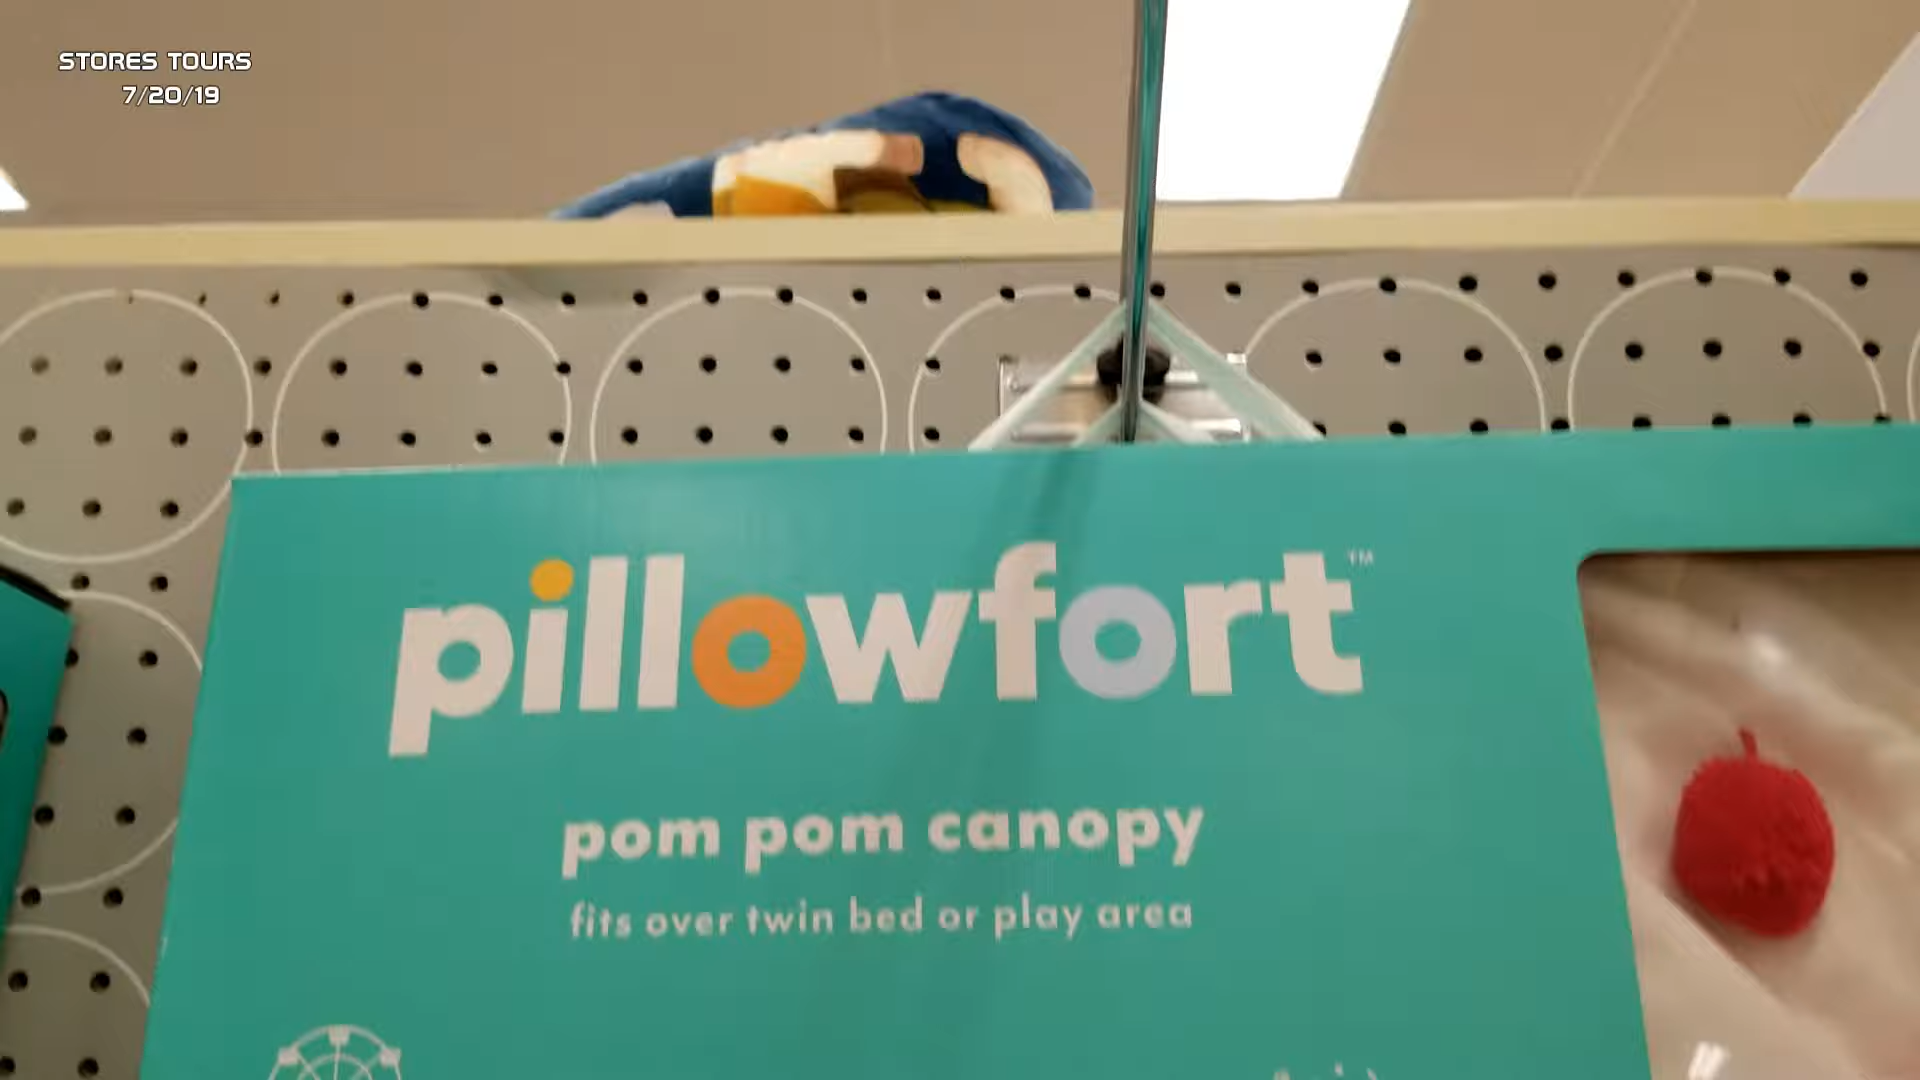 STORES TOURS
7/20/19
pillowfort™
pom pom canopy
fits over twin bed or play area